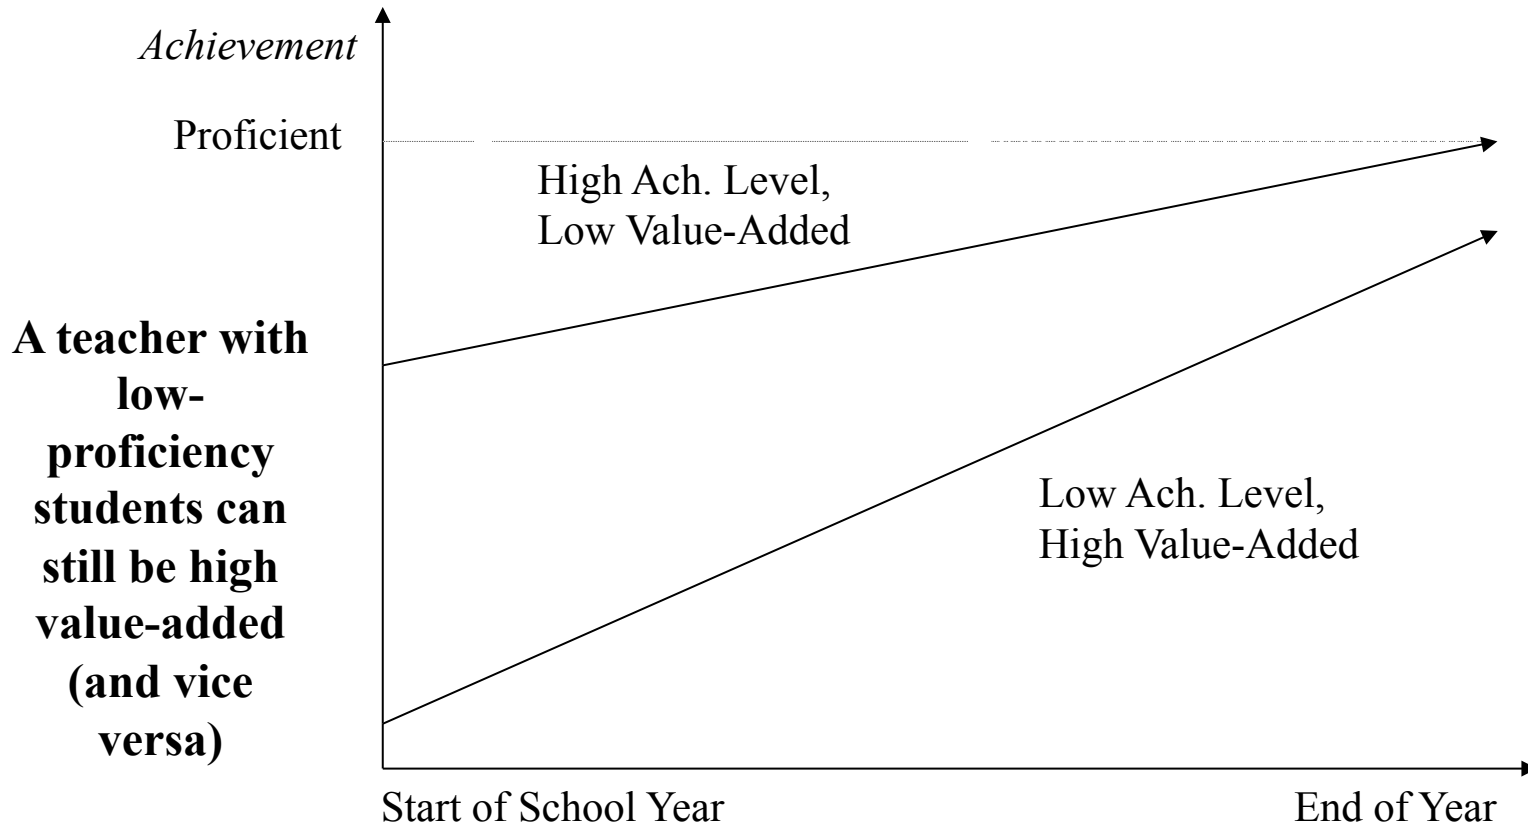 Achievement
Proficient
High Ach. Level,
Low Value-Added
A teacher with
low-
proficiency
students can
still be high
value-added
(and vice
versa)
Low Ach. Level,
High Value-Added
Start of School Year
End of Year